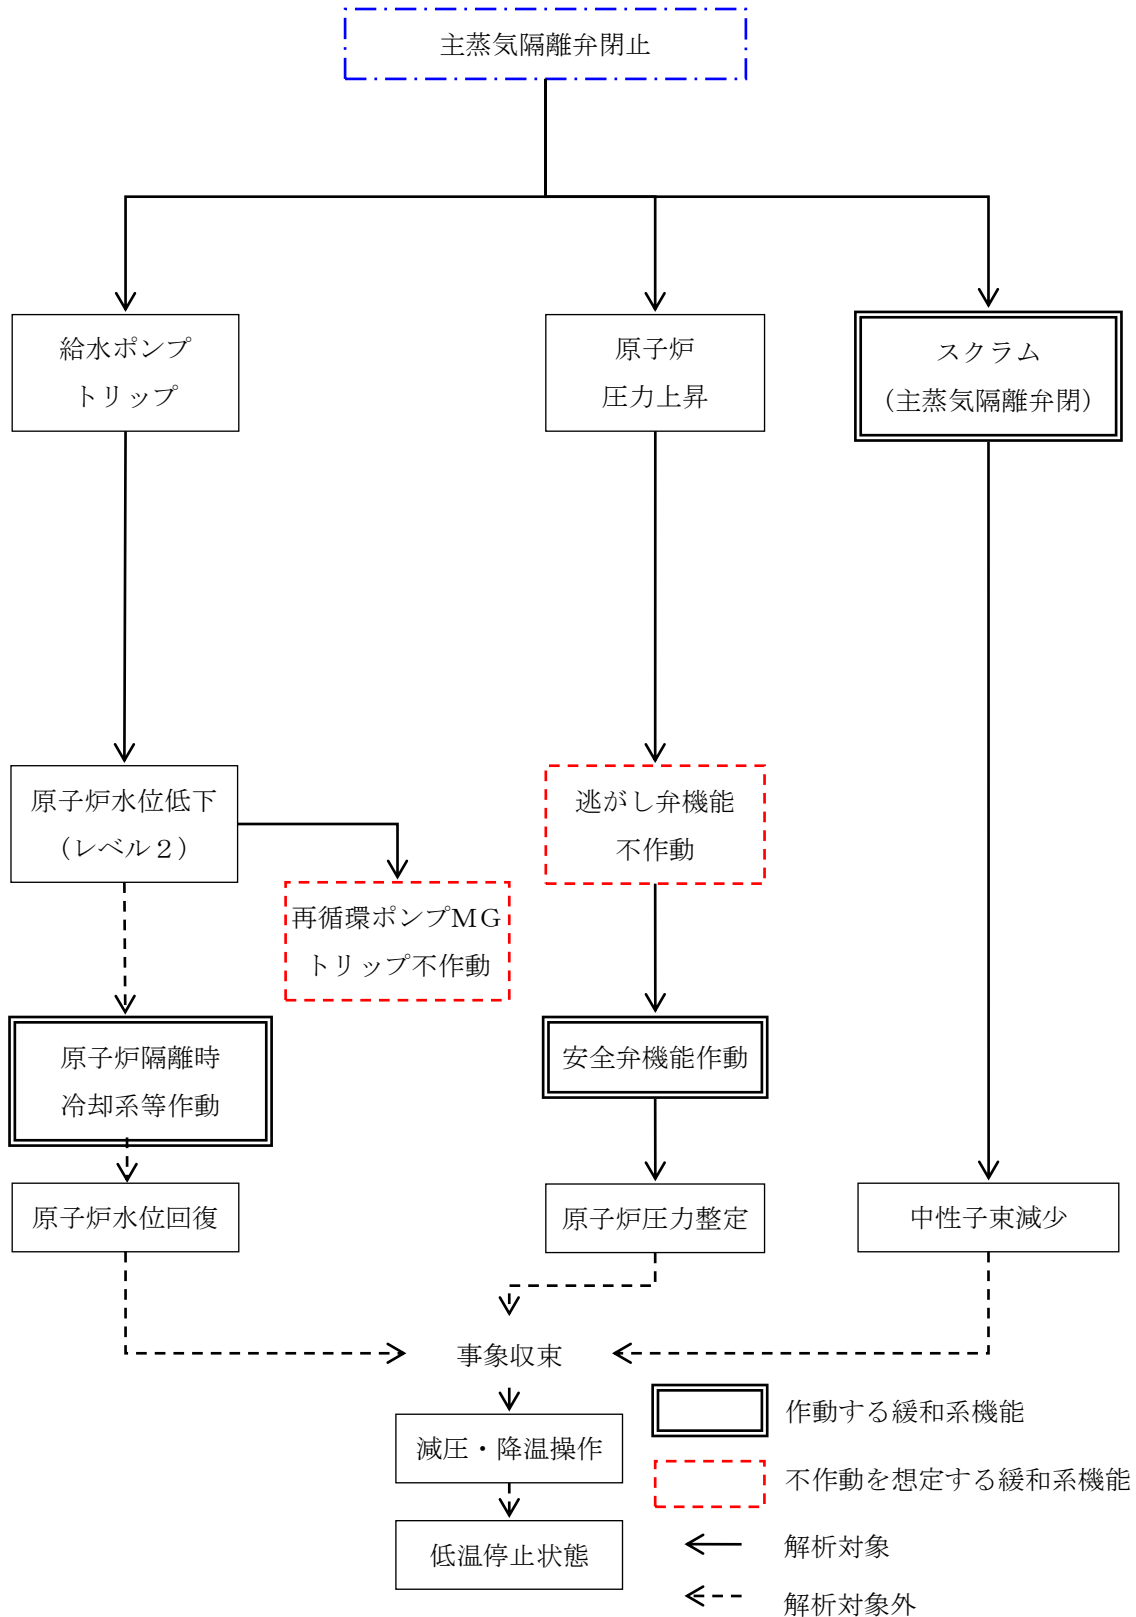 主蒸気隔離弁閉止
給水ポンプ
トリップ
原子炉
圧力上昇
スクラム
（主蒸気隔離弁閉）
原子炉水位低下
（レベル２）
逃がし弁機能
不作動
再循環ポンプMG
トリップ不作動
原子炉隔離時
冷却系等作動
安全弁機能作動
原子炉水位回復
原子炉圧力整定
中性子束減少
事象収束
減圧・降温操作
低温停止状態
作動する緩和系機能
不作動を想定する緩和系機能
解析対象
解析対象外